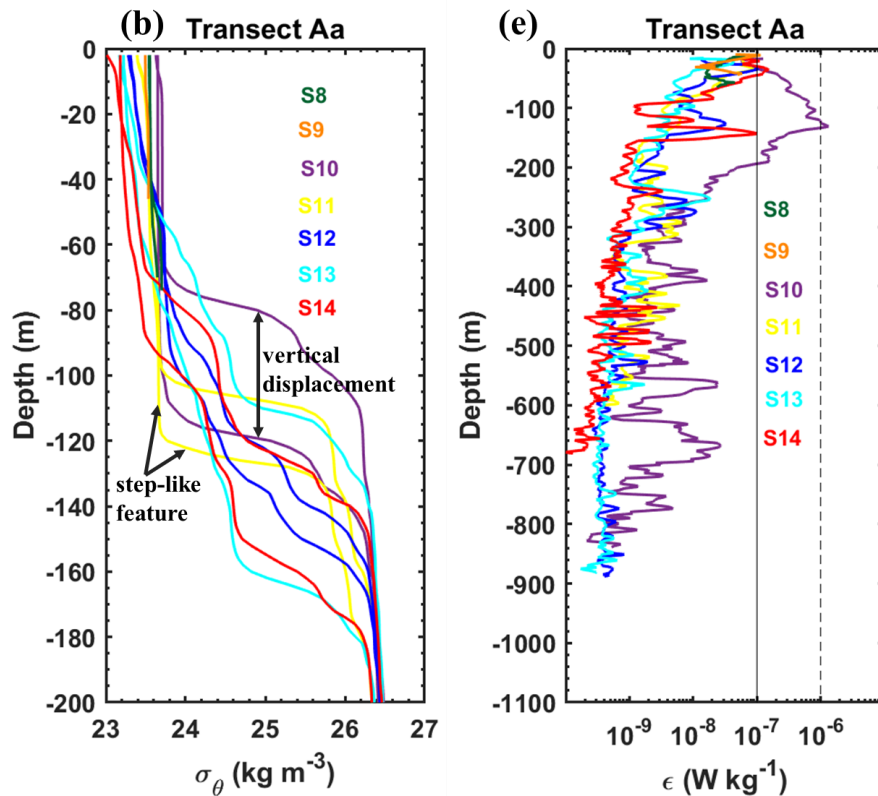 (b)
Transect Aa
0
-20
-40
-60
-80
-100
-120
-140
-160
-180
-200
Depth (m)
23
24
25
26
27
σθ (kg m-3)
S8
S9
S10
S11
S12
S13
S14
vertical
displacement
step-like
feature
(e)
Transect Aa
0
-100
-200
-300
-400
-500
-600
-700
-800
-900
-1000
-1100
Depth (m)
10-9
10-8
10-7
10-6
ϵ (W kg-1)
S8
S9
S10
S11
S12
S13
S14